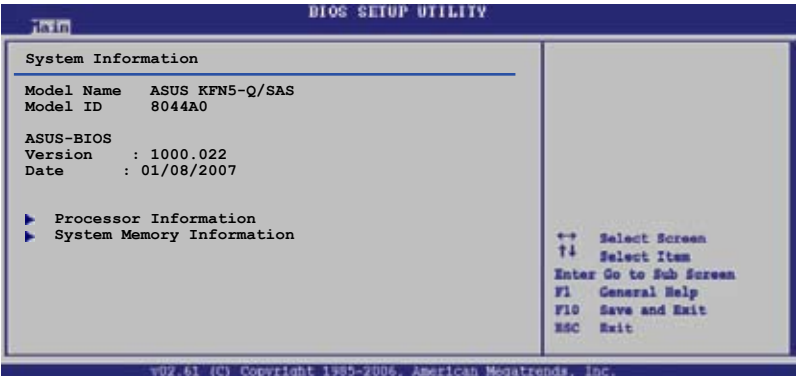 BIOS SETUP UTILITY
Main
System Information
Model Name ASUS KFN5-Q/SAS
Model ID 8044A0
ASUS-BIOS
Version : 1000.022
Date : 01/08/2007
Processor Information
System Memory Information
←→ Select Screen
↑↓ Select Item
Enter Go to Sub Screen
F1 General Help
F10 Save and Exit
ESC Exit
v02.61 (C) Copyright 1985-2006, American Megatrends, Inc.